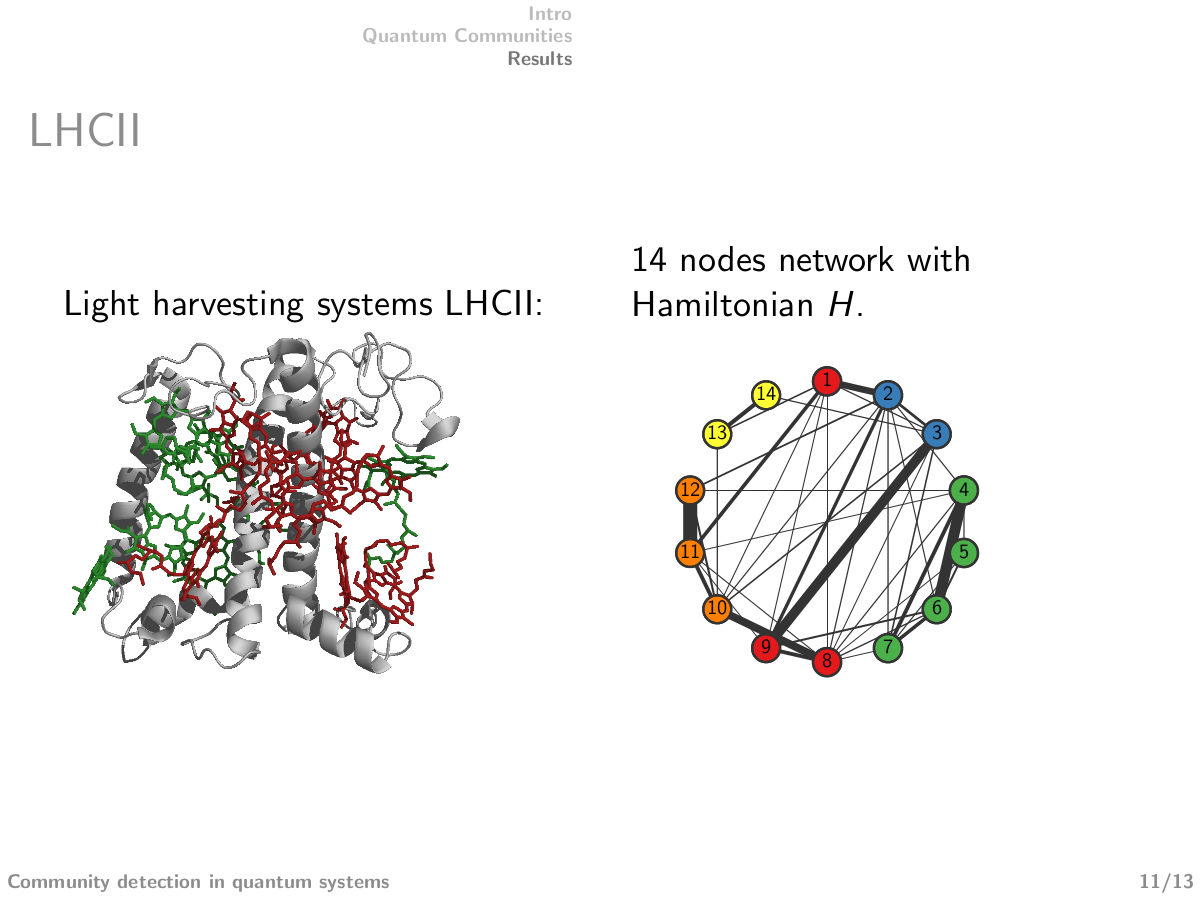 Intro
Quantum Communities
Results
LHCII
Light harvesting systems LHCII:
14 nodes network with
Hamiltonian H.
1
2
3
4
5
6
7
8
9
10
11
12
13
14
Community detection in quantum systems
11/13